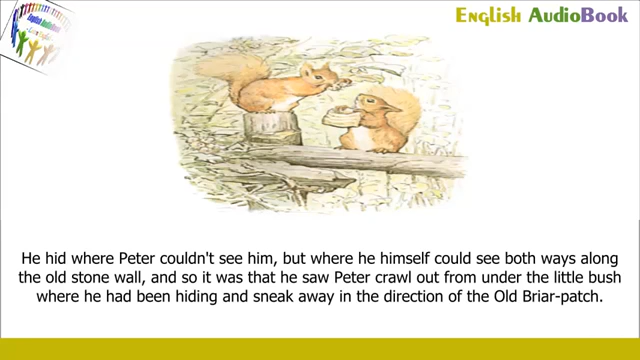 English AudioBook
English AudioBook
He hid where Peter couldn't see him, but where he himself could see both ways along
the old stone wall, and so it was that he saw Peter crawl out from under the little bush
where he had been hiding and sneak away in the direction of the Old Briar-patch.